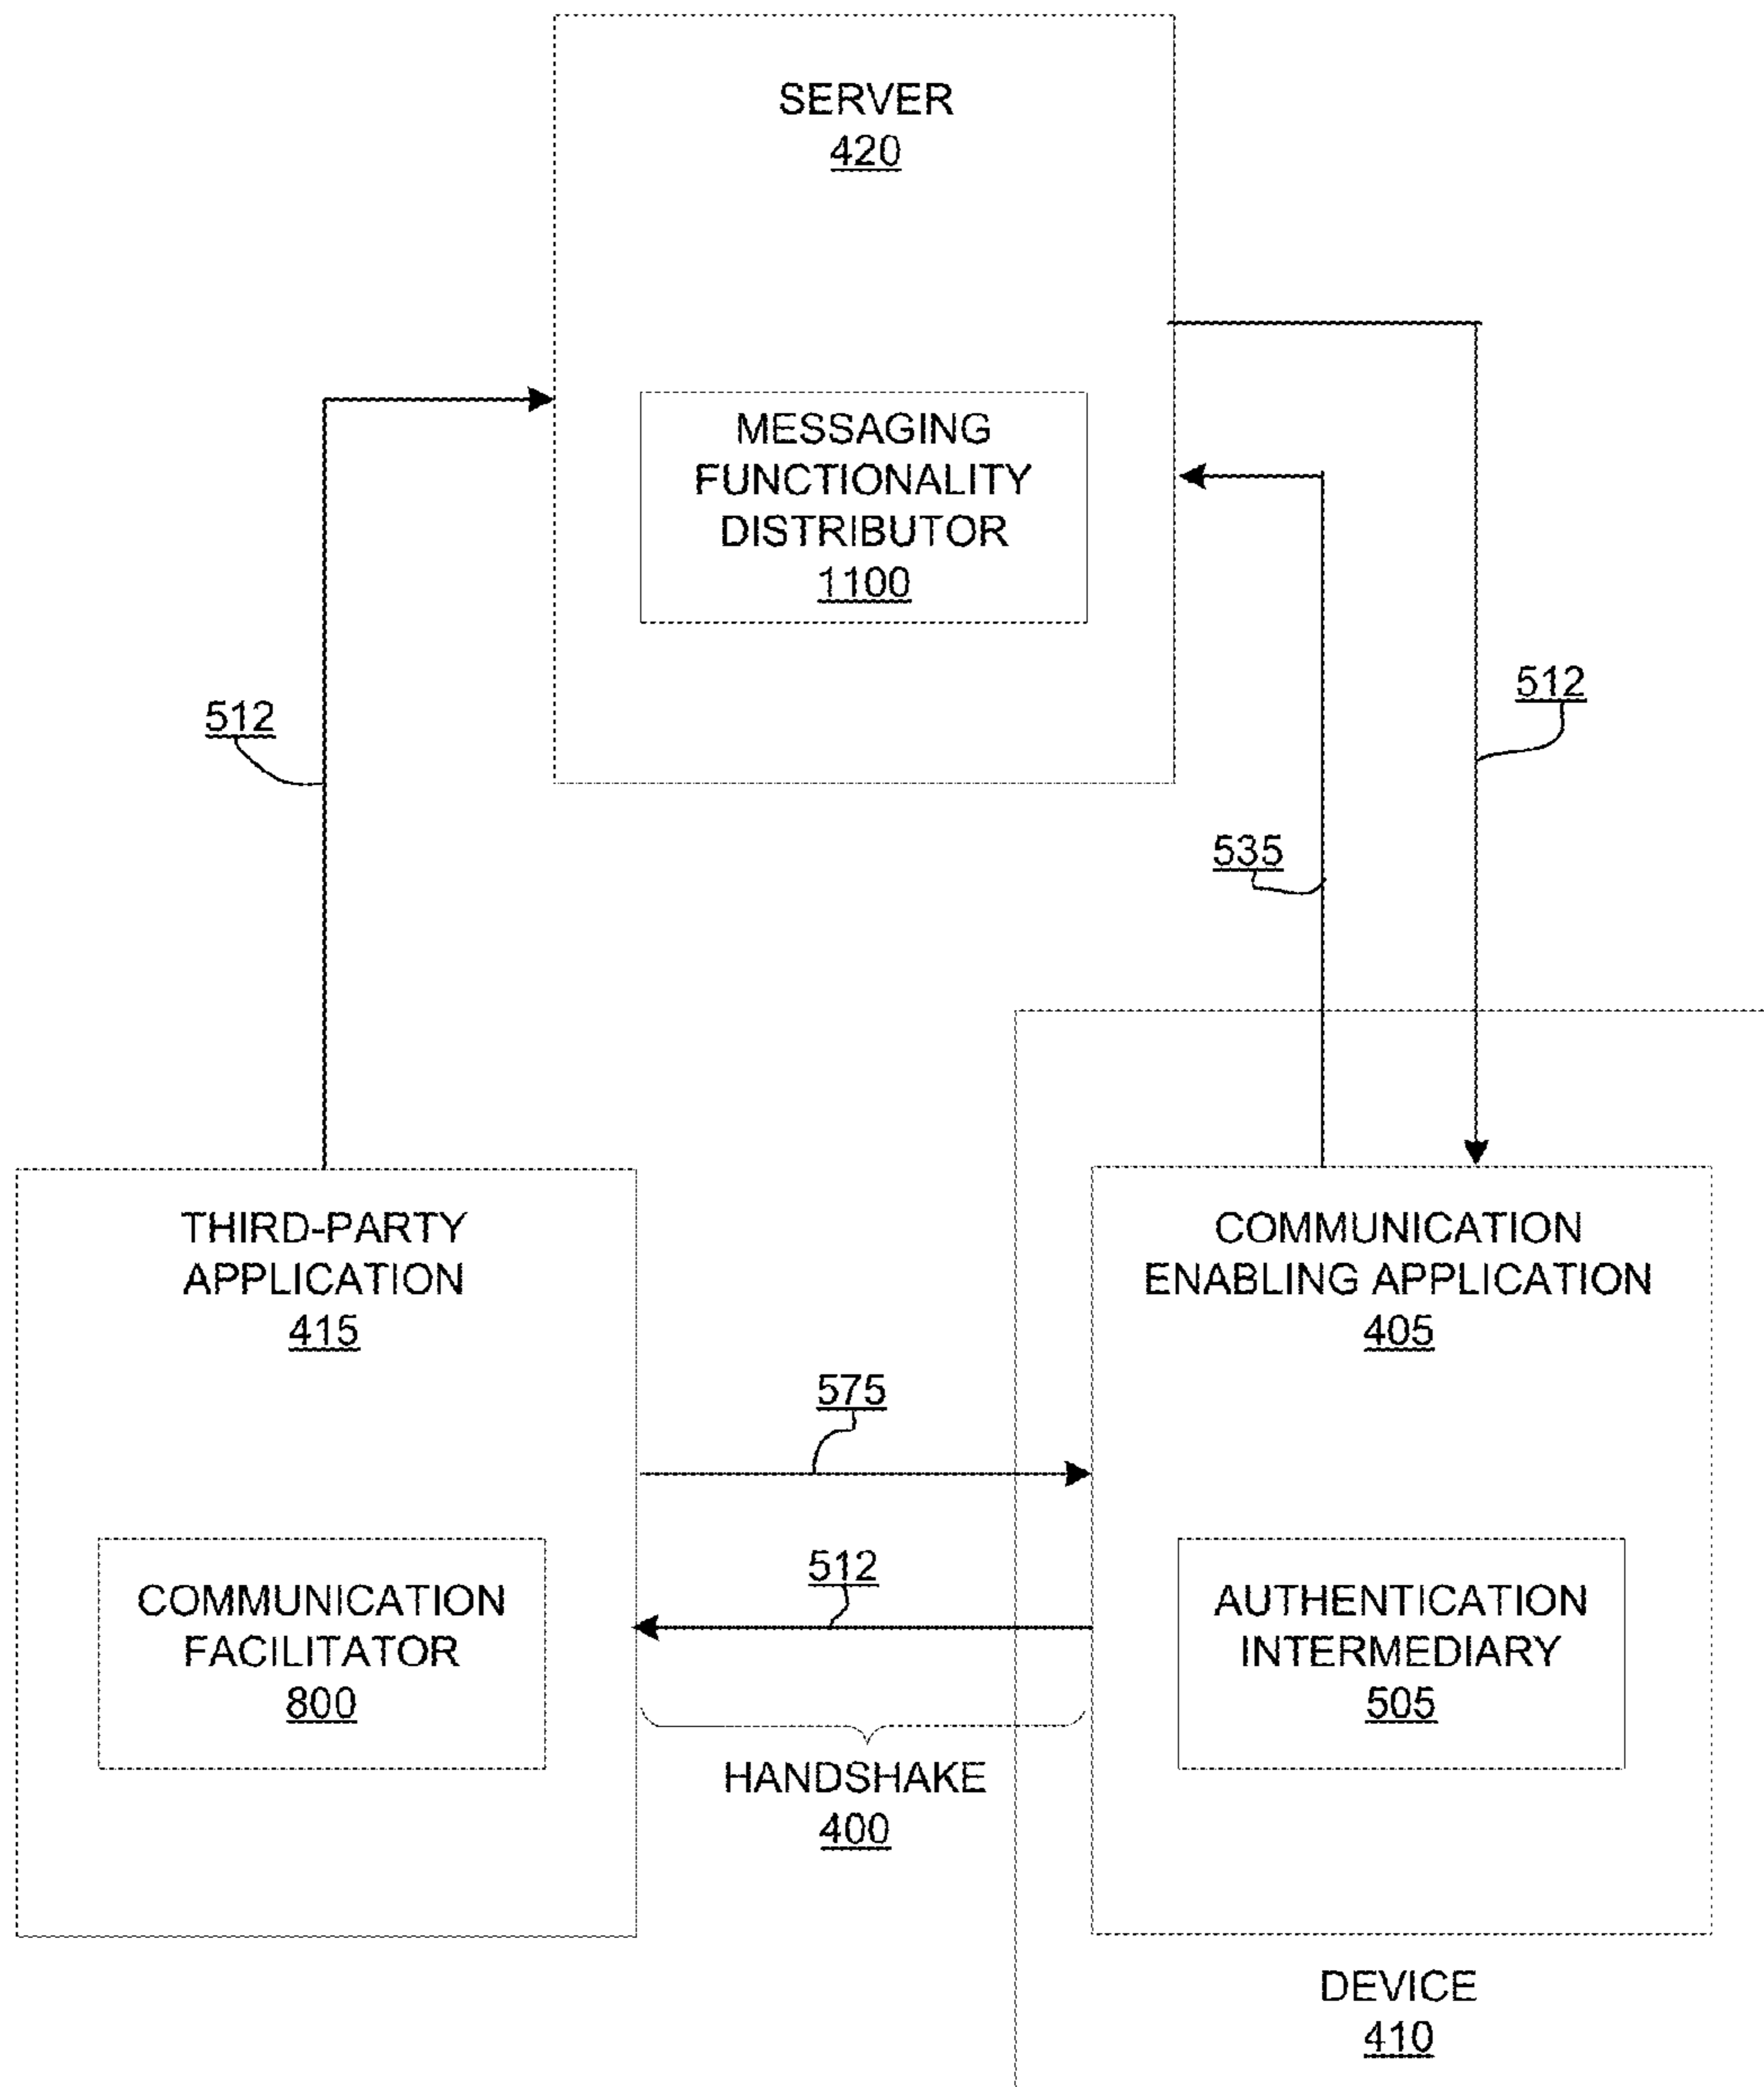 SERVER
420
MESSAGING
FUNCTIONALITY
DISTRIBUTOR
1100
512
512
535
THIRD-PARTY
APPLICATION
415
COMMUNICATION
ENABLING APPLICATION
405
575
512
COMMUNICATION
FACILITATOR
800
AUTHENTICATION
INTERMEDIARY
505
HANDSHAKE
400
DEVICE
410